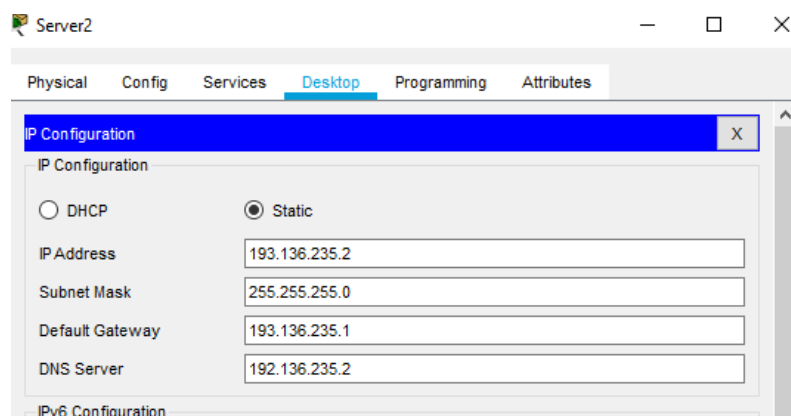 Server2
Physical Config Services Desktop Programming Attributes
IP Configuration X
IP Configuration
DHCP Static
IP Address 193.136.235.2
Subnet Mask 255.255.255.0
Default Gateway 193.136.235.1
DNS Server 192.136.235.2
IPv6 Configuration